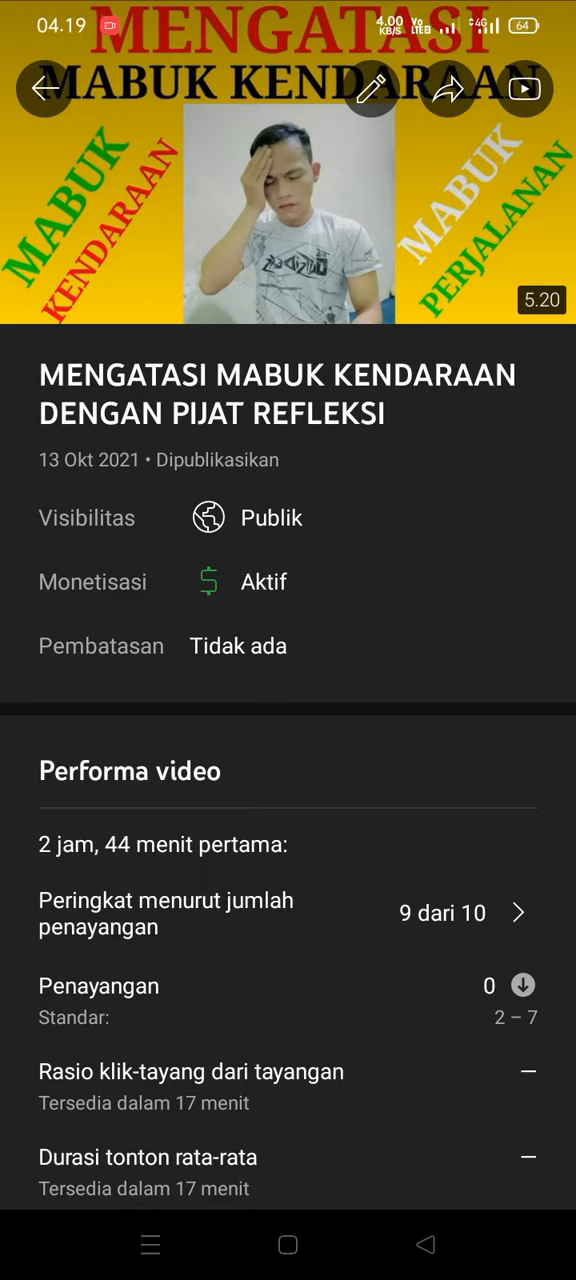 MENGATASI
04.19
4.00 KB/S
Vo LTE2
4G
64
MABUK KENDARAAN
MABUK
KENDARAAN
MABUK
PERJALANAN
5.20
MENGATASI MABUK KENDARAAN
DENGAN PIJAT REFLEKSI
13 Okt 2021 • Dipublikasikan
Visibilitas Publik
Monetisasi Aktif
Pembatasan Tidak ada
Performa video
2 jam, 44 menit pertama:
Peringkat menurut jumlah
penayangan 9 dari 10
Penayangan 0
Standar: 2 – 7
Rasio klik-tayang dari tayangan —
Tersedia dalam 17 menit
Durasi tonton rata-rata —
Tersedia dalam 17 menit